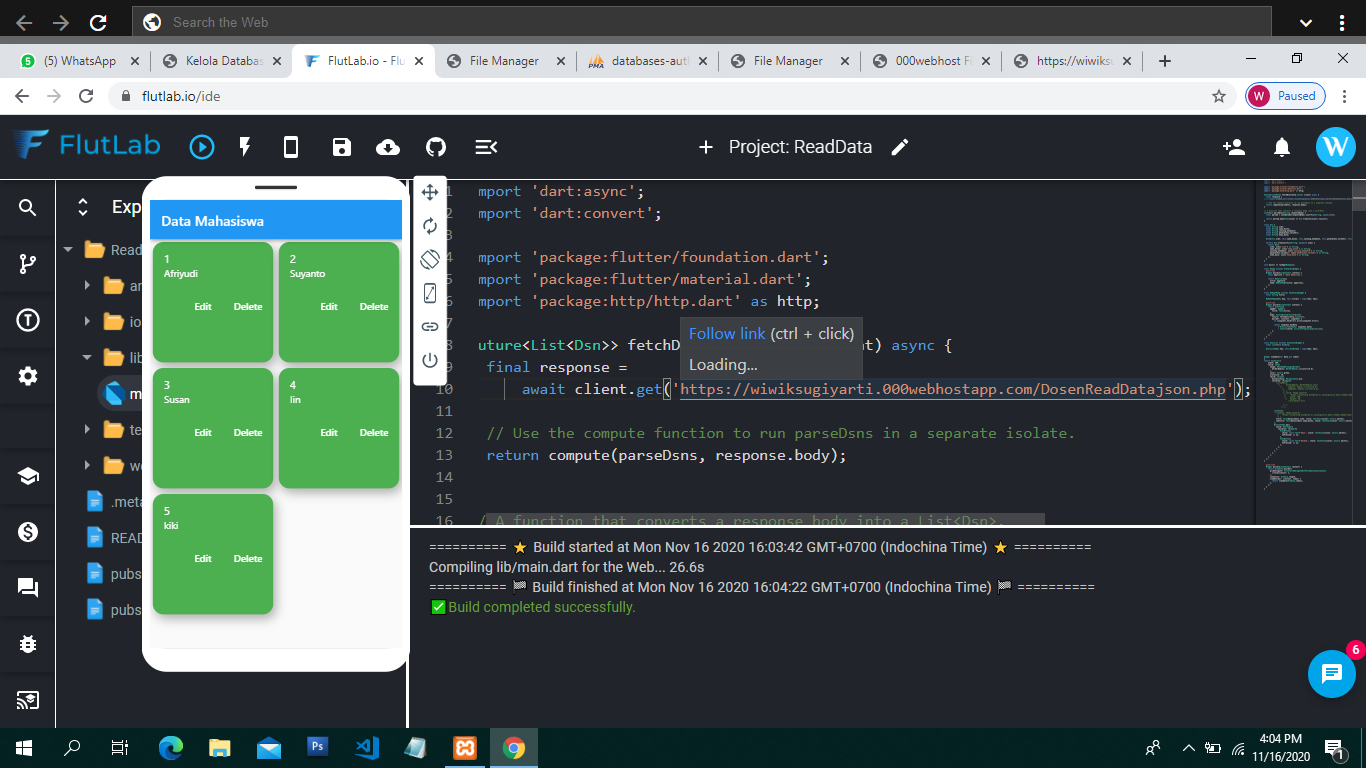 Search the Web
(5) WhatsApp
Kelola Databas
FlutLab.io - Flu
File Manager
PMA
databases-aut
File Manager
000webhost F
https://wiwiksu
flutlab.io/ide
W Paused
FlutLab
Project: ReadData
W
Exp
Read
an
io
lib
m
te
we
.meta
READ
pubs
pubs
Data Mahasiswa
1
Afriyudi
Edit Delete
2
Suyanto
Edit Delete
3
Susan
Edit Delete
4
Iin
Edit Delete
5
kiki
Edit Delete
1 mport 'dart:async';
2 mport 'dart:convert';
3
4 mport 'package:flutter/foundation.dart';
5 mport 'package:flutter/material.dart';
6 mport 'package:http/http.dart' as http;
7
8 uture<List<Dsn>> fetchD t) async {
Follow link (ctrl + click)
Loading...
9 final response =
10 await client.get('https://wiwiksugiyarti.000webhostapp.com/DosenReadDatajson.php');
11
12 // Use the compute function to run parseDsns in a separate isolate.
13 return compute(parseDsns, response.body);
14
15
16 / A function that converts a response body into a List<Dsn>.
========== ⭐ Build started at Mon Nov 16 2020 16:03:42 GMT+0700 (Indochina Time) ⭐ ==========
Compiling lib/main.dart for the Web... 26.6s
========== 🏁 Build finished at Mon Nov 16 2020 16:04:22 GMT+0700 (Indochina Time) 🏁 ==========
✅Build completed successfully.
6
Ps
4:04 PM
11/16/2020
1